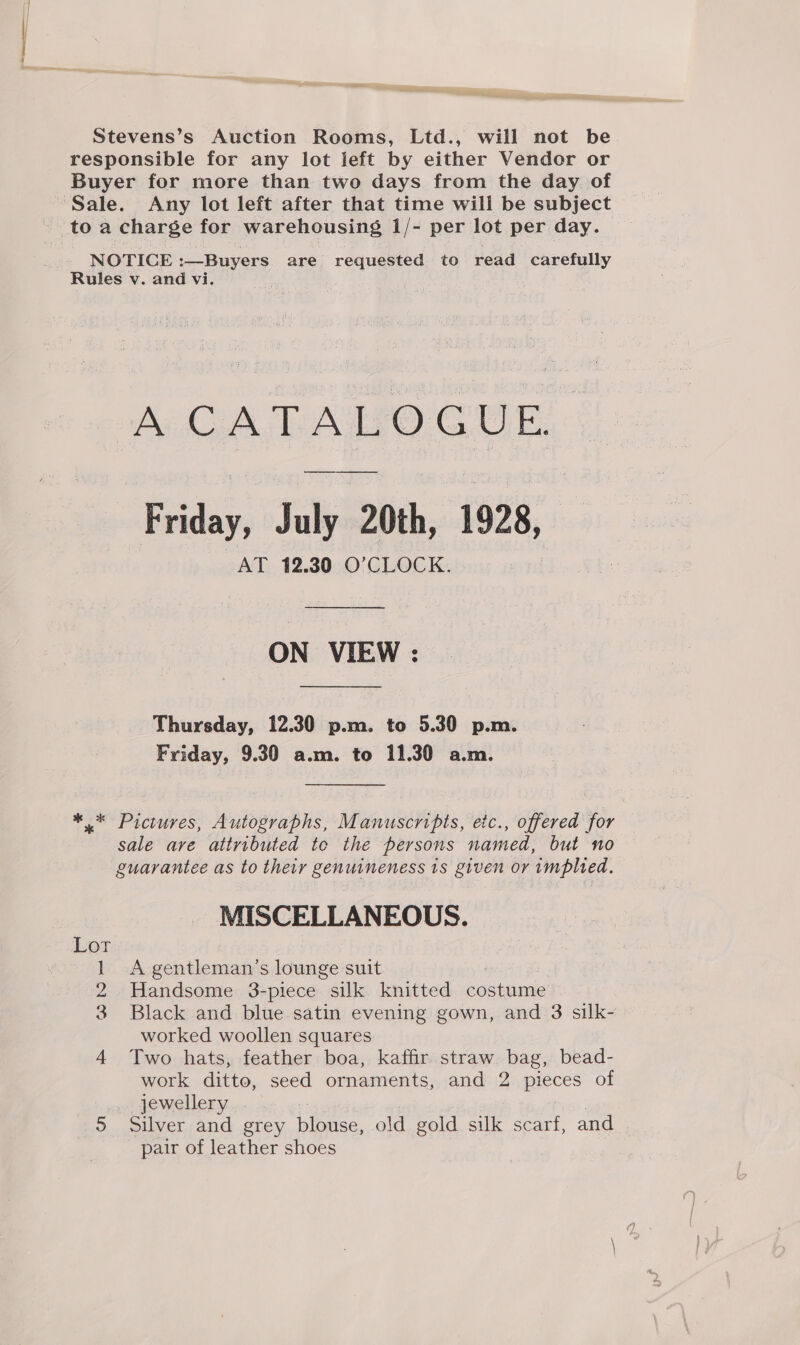 Stevens's Auction Rooms, Ltd., will not be
responsible for any lot left by either Vendor or
Buyer for more than two days from the day of
Sale. Any lot left after that time will be subject
to a charge for warehousing 1/- per lot per day.
NOTICE :—Buyers are requested to read carefully
Rules v. and vi.
A CATALOGUE.
Friday, July 20th, 1928,
AT 12.30 O'CLOCK.
ON VIEW :
Thursday, 12.30 p.m. to 5.30 p.m.
Friday, 9.30 a.m. to 11.30 a.m.
*** Pictures, Autographs, Manuscripts, etc., offered for
sale are attributed to the persons named, but no
guarantee as to their genuineness is given or implied.
MISCELLANEOUS.
LOT
1 A gentleman's lounge suit
2 Handsome 3-piece silk knitted costume
3 Black and blue satin evening gown, and 3 silk-
worked woollen squares
4 Two hats, feather boa, kaffir straw bag, bead-
work ditto, seed ornaments, and 2 pieces of
jewellery
5 Silver and grey blouse, old gold silk scarf, and
pair of leather shoes